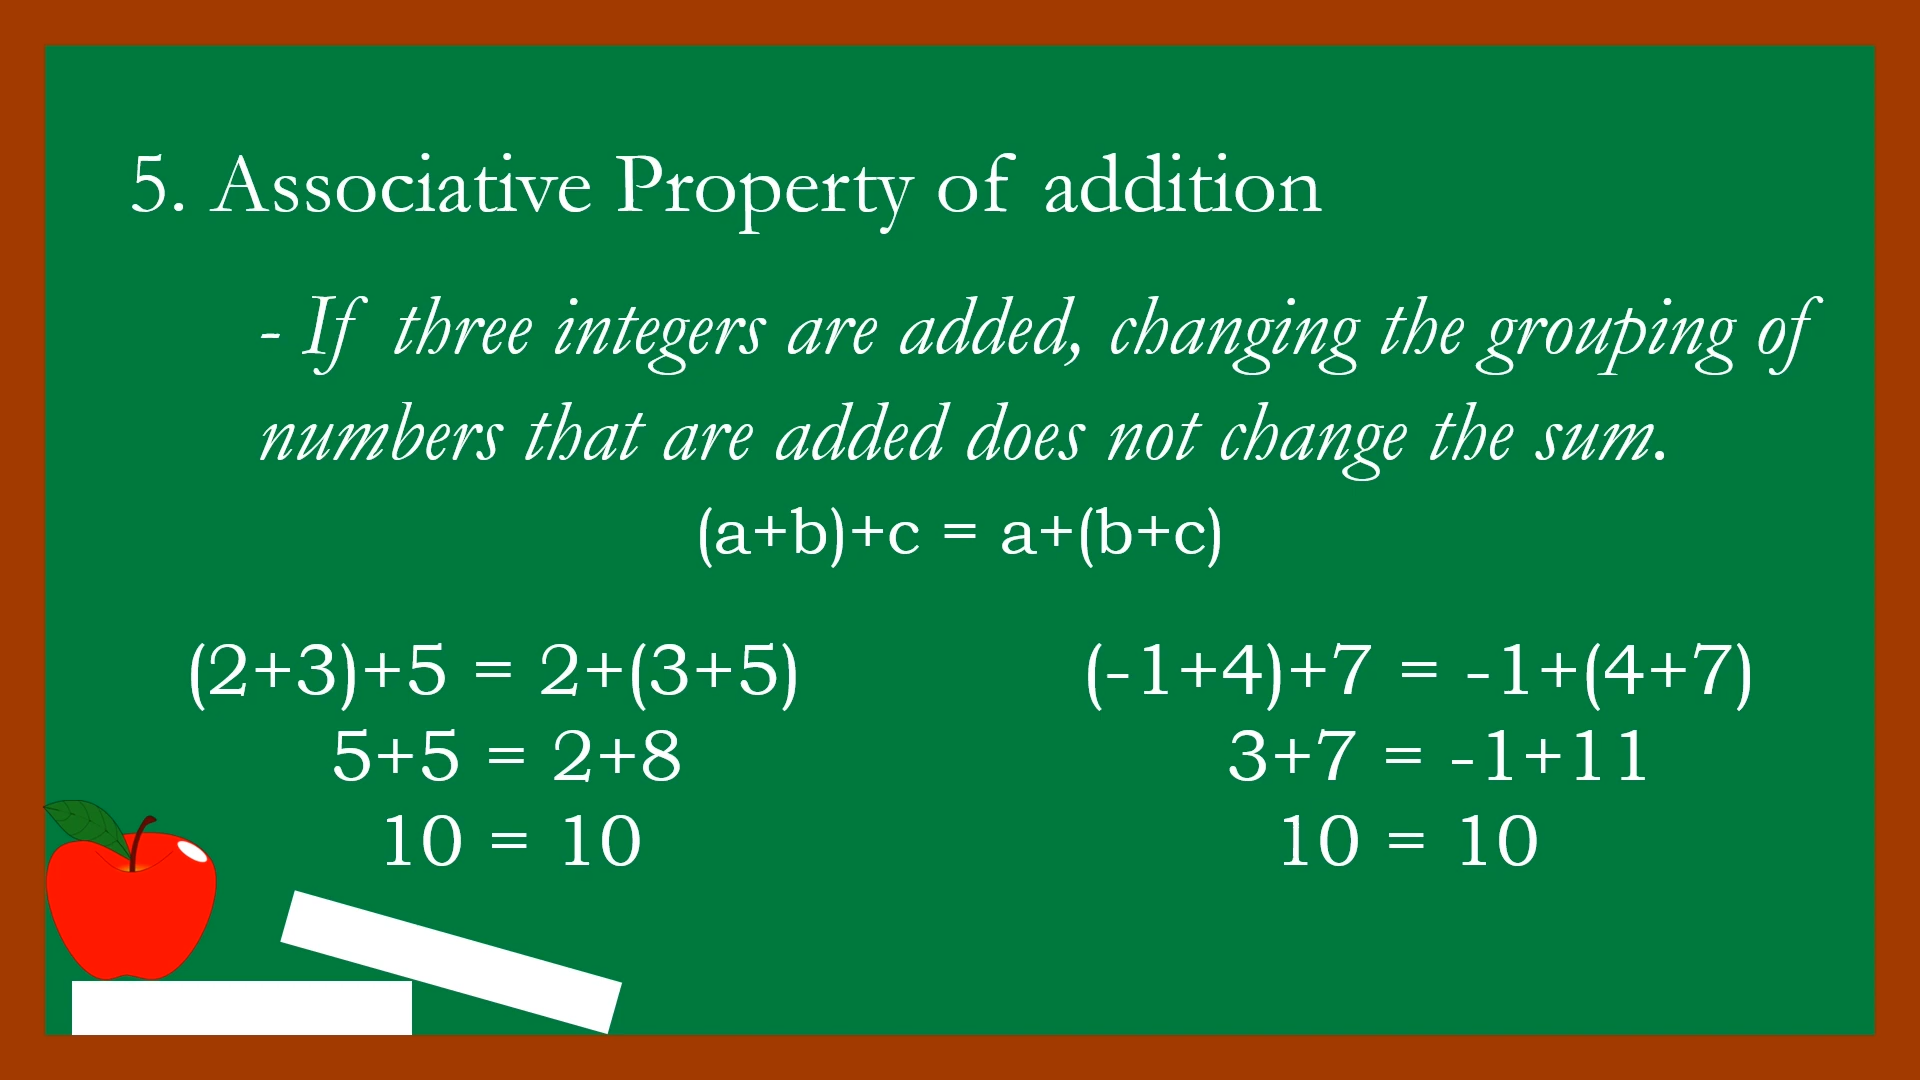 5. Associative Property of addition
- If three integers are added, changing the grouping of
numbers that are added does not change the sum.
(a+b)+c = a+(b+c)
(2+3)+5 = 2+(3+5)
5+5 = 2+8
10 = 10
(-1+4)+7 = -1+(4+7)
3+7 = -1+11
10 = 10